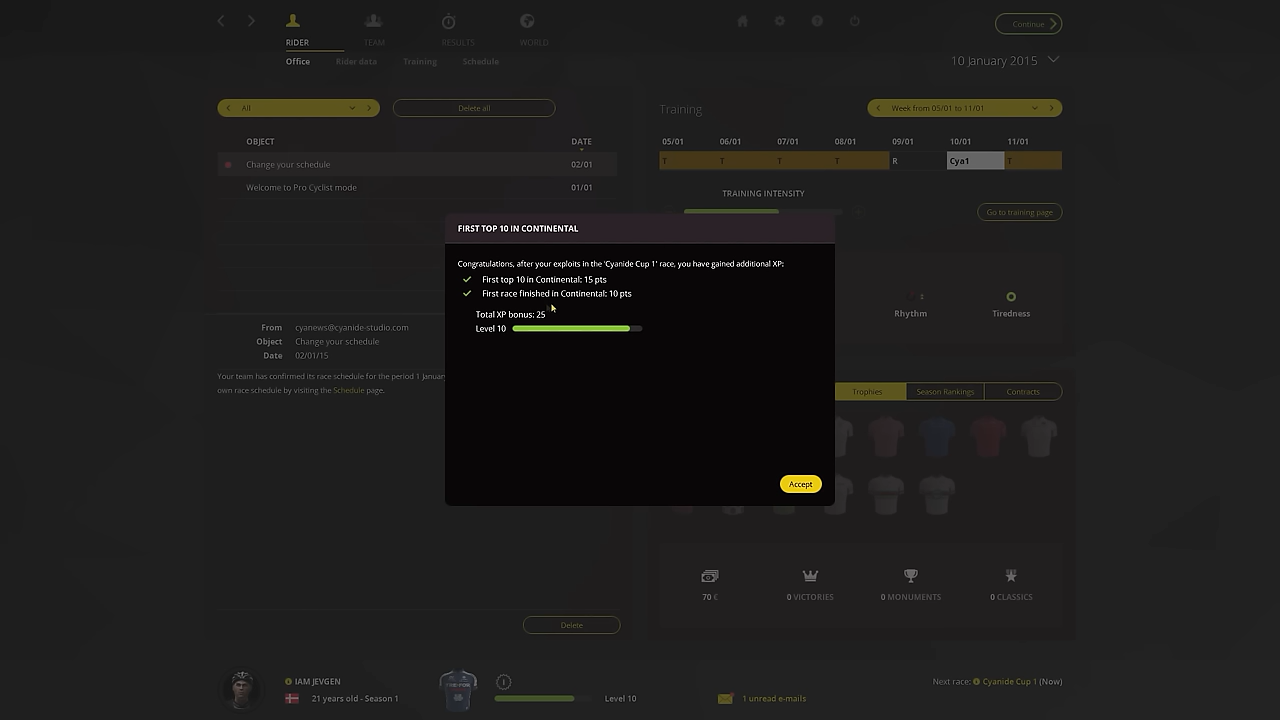 RIDER
TEAM
RESULTS
WORLD
Continue
Office
Rider data
Training
Schedule
10 January 2015
All
Delete all
Training
Week from 05/01 to 11/01
OBJECT
DATE
05/01
06/01
07/01
08/01
09/01
10/01
11/01
Change your schedule
02/01
T
T
T
T
R
Cya1
T
Welcome to Pro Cyclist mode
01/01
TRAINING INTENSITY
Go to training page
FIRST TOP 10 IN CONTINENTAL
Congratulations, after your exploits in the 'Cyanide Cup 1' race, you have gained additional XP:
First top 10 in Continental: 15 pts
First race finished in Continental: 10 pts
Total XP bonus: 25
Level 10
Rhythm
Tiredness
From
cyanews@cyanide-studio.com
Object
Change your schedule
Date
02/01/15
Your team has confirmed its race schedule for the period 1 January
own race schedule by visiting the Schedule page.
Trophies
Season Rankings
Contracts
Accept
70 €
0 VICTORIES
0 MONUMENTS
0 CLASSICS
Delete
IAM JEVGEN
21 years old - Season 1
Level 10
1 unread e-mails
Next race:
Cyanide Cup 1 (Now)